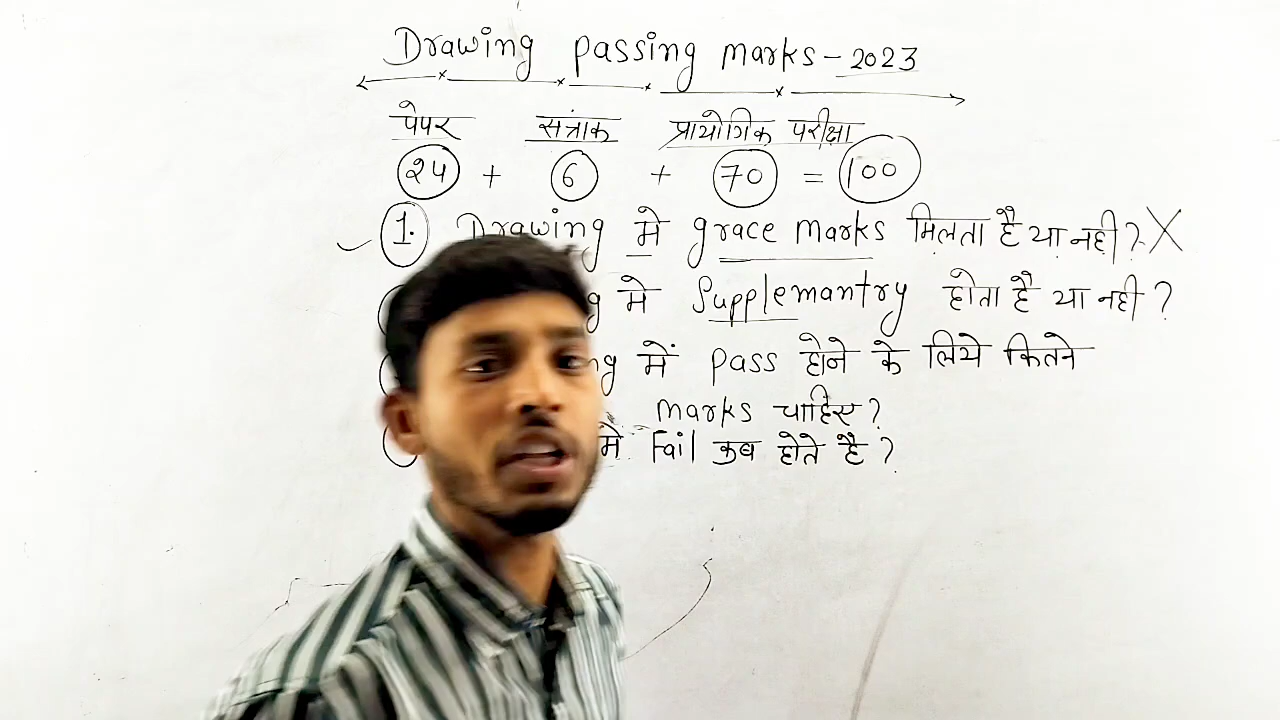 Drawing passing marks - 2023
पेपर सत्रांक प्रायोगिक परीक्षा
24 + 6 + 70 = 100
1. Drawing मे grace marks मिलता है या नही? X
मे Supplemantry होता है या नही?
में pass होने के लिये कितने
marks चाहिए?
मे Fail कब होते है?